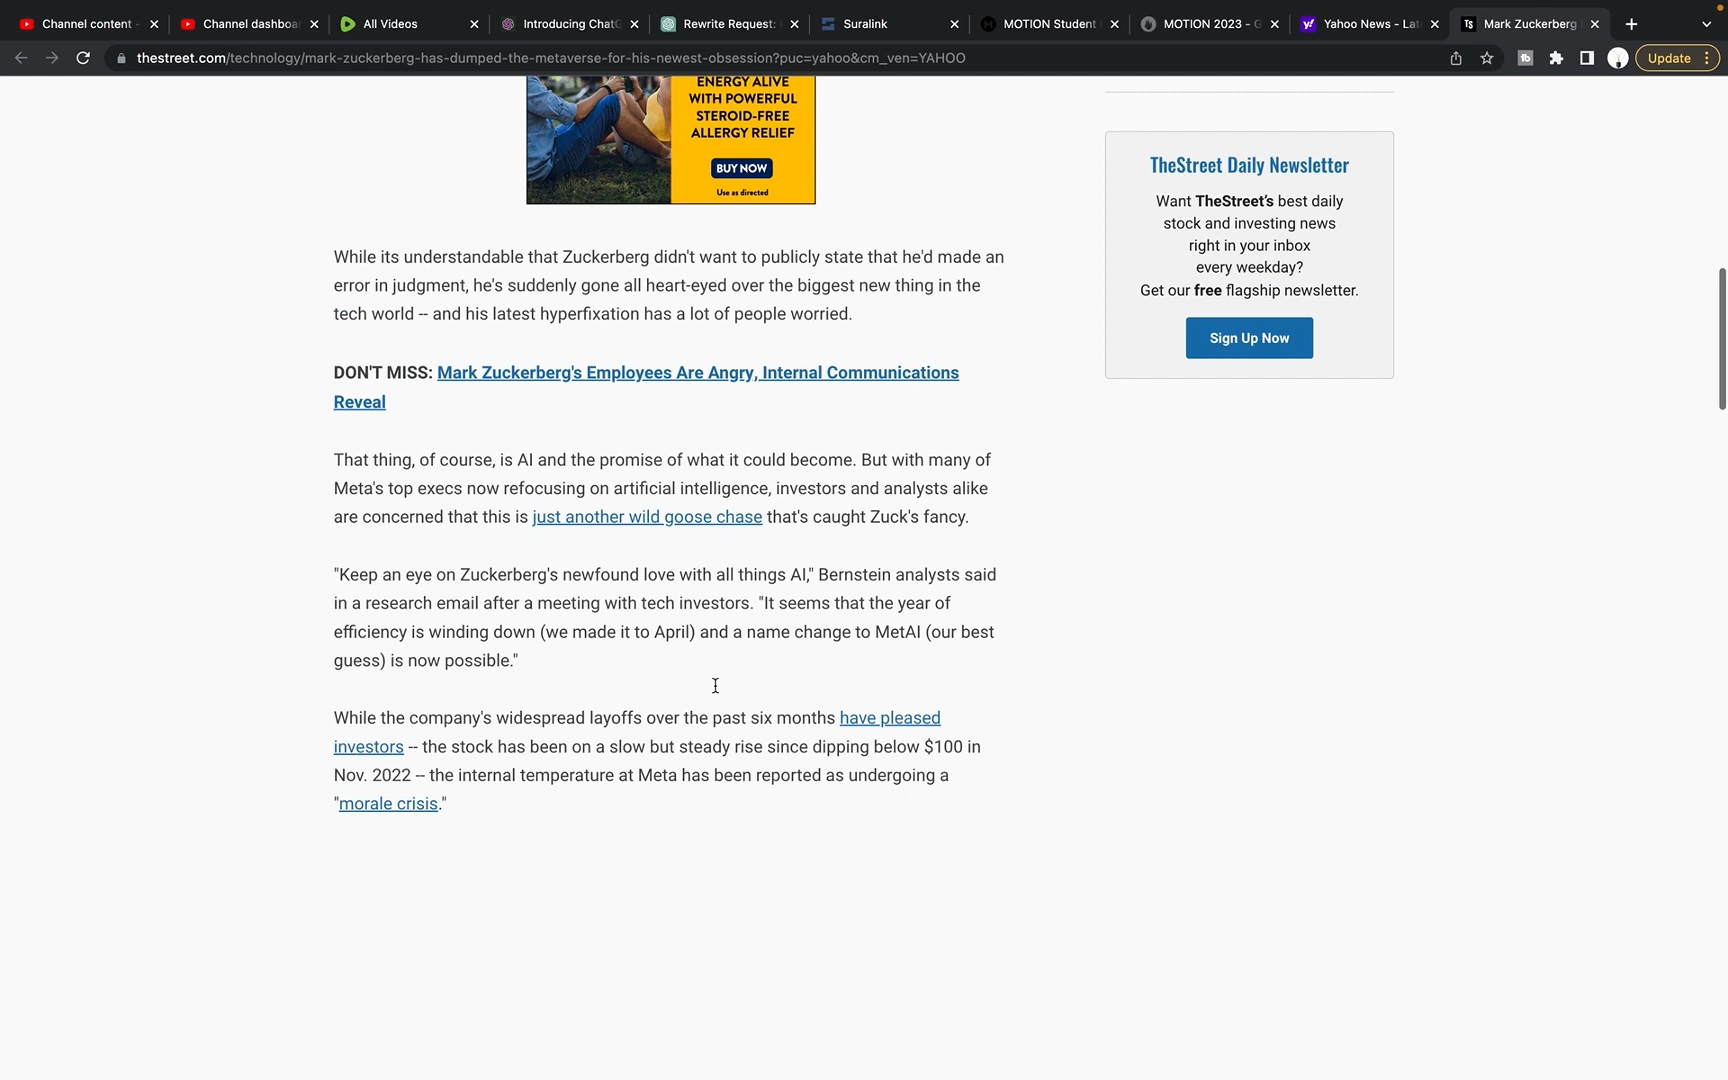 Channel content -
Channel dashboa
All Videos
Introducing ChatG
Rewrite Request:
Suralink
MOTION Student
MOTION 2023 - G
Yahoo News - Lat
Mark Zuckerberg
thestreet.com/technology/mark-zuckerberg-has-dumped-the-metaverse-for-his-newest-obsession?puc=yahoo&cm_ven=YAHOO
Update
ENERGY ALIVE
WITH POWERFUL
STEROID-FREE
ALLERGY RELIEF
BUY NOW
Use as directed
While its understandable that Zuckerberg didn't want to publicly state that he'd made an
error in judgment, he's suddenly gone all heart-eyed over the biggest new thing in the
tech world -- and his latest hyperfixation has a lot of people worried.
DON'T MISS: Mark Zuckerberg's Employees Are Angry, Internal Communications
Reveal
That thing, of course, is AI and the promise of what it could become. But with many of
Meta's top execs now refocusing on artificial intelligence, investors and analysts alike
are concerned that this is just another wild goose chase that's caught Zuck's fancy.
"Keep an eye on Zuckerberg's newfound love with all things AI," Bernstein analysts said
in a research email after a meeting with tech investors. "It seems that the year of
efficiency is winding down (we made it to April) and a name change to MetAI (our best
guess) is now possible."
While the company's widespread layoffs over the past six months have pleased
investors -- the stock has been on a slow but steady rise since dipping below $100 in
Nov. 2022 -- the internal temperature at Meta has been reported as undergoing a
"morale crisis."
TheStreet Daily Newsletter
Want TheStreet's best daily
stock and investing news
right in your inbox
every weekday?
Get our free flagship newsletter.
Sign Up Now